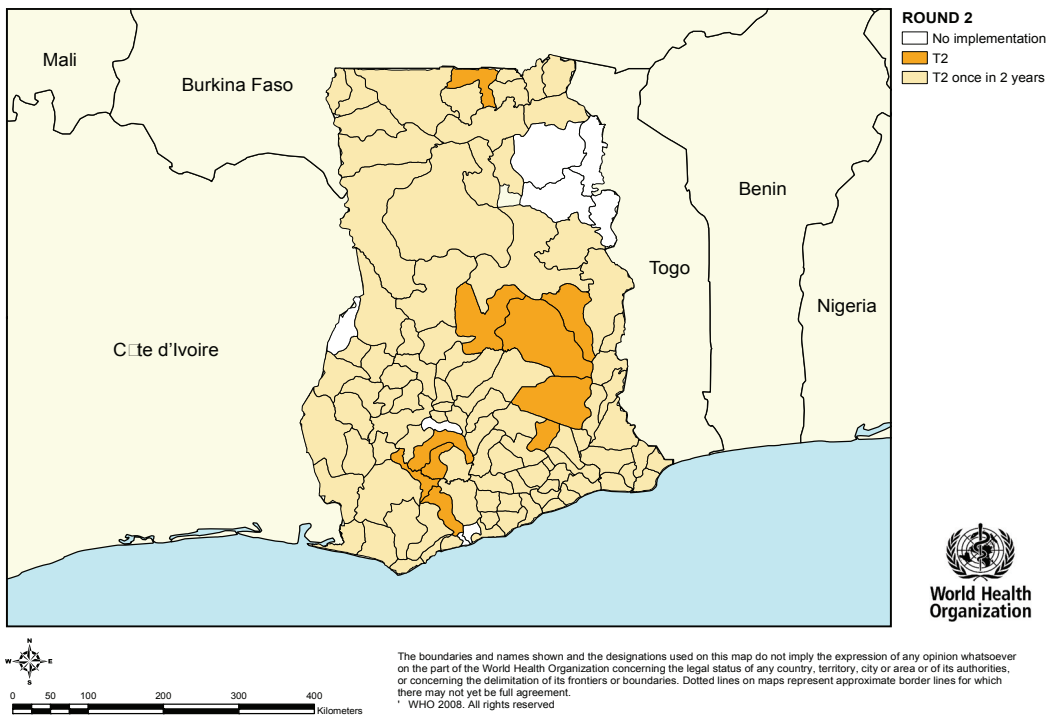 ROUND 2
No implementation
T2
T2 once in 2 years
Mali
Burkina Faso
Benin
Togo
Nigeria
C□te d’Ivoire
World Health
Organization
N
W E
S
0 50 100 200 300 400
Kilometers
The boundaries and names shown and the designations used on this map do not imply the expression of any opinion whatsoever
on the part of the World Health Organization concerning the legal status of any country, territory, city or area or of its authorities,
or concerning the delimitation of its frontiers or boundaries. Dotted lines on maps represent approximate border lines for which
there may not yet be full agreement.
' WHO 2008. All rights reserved